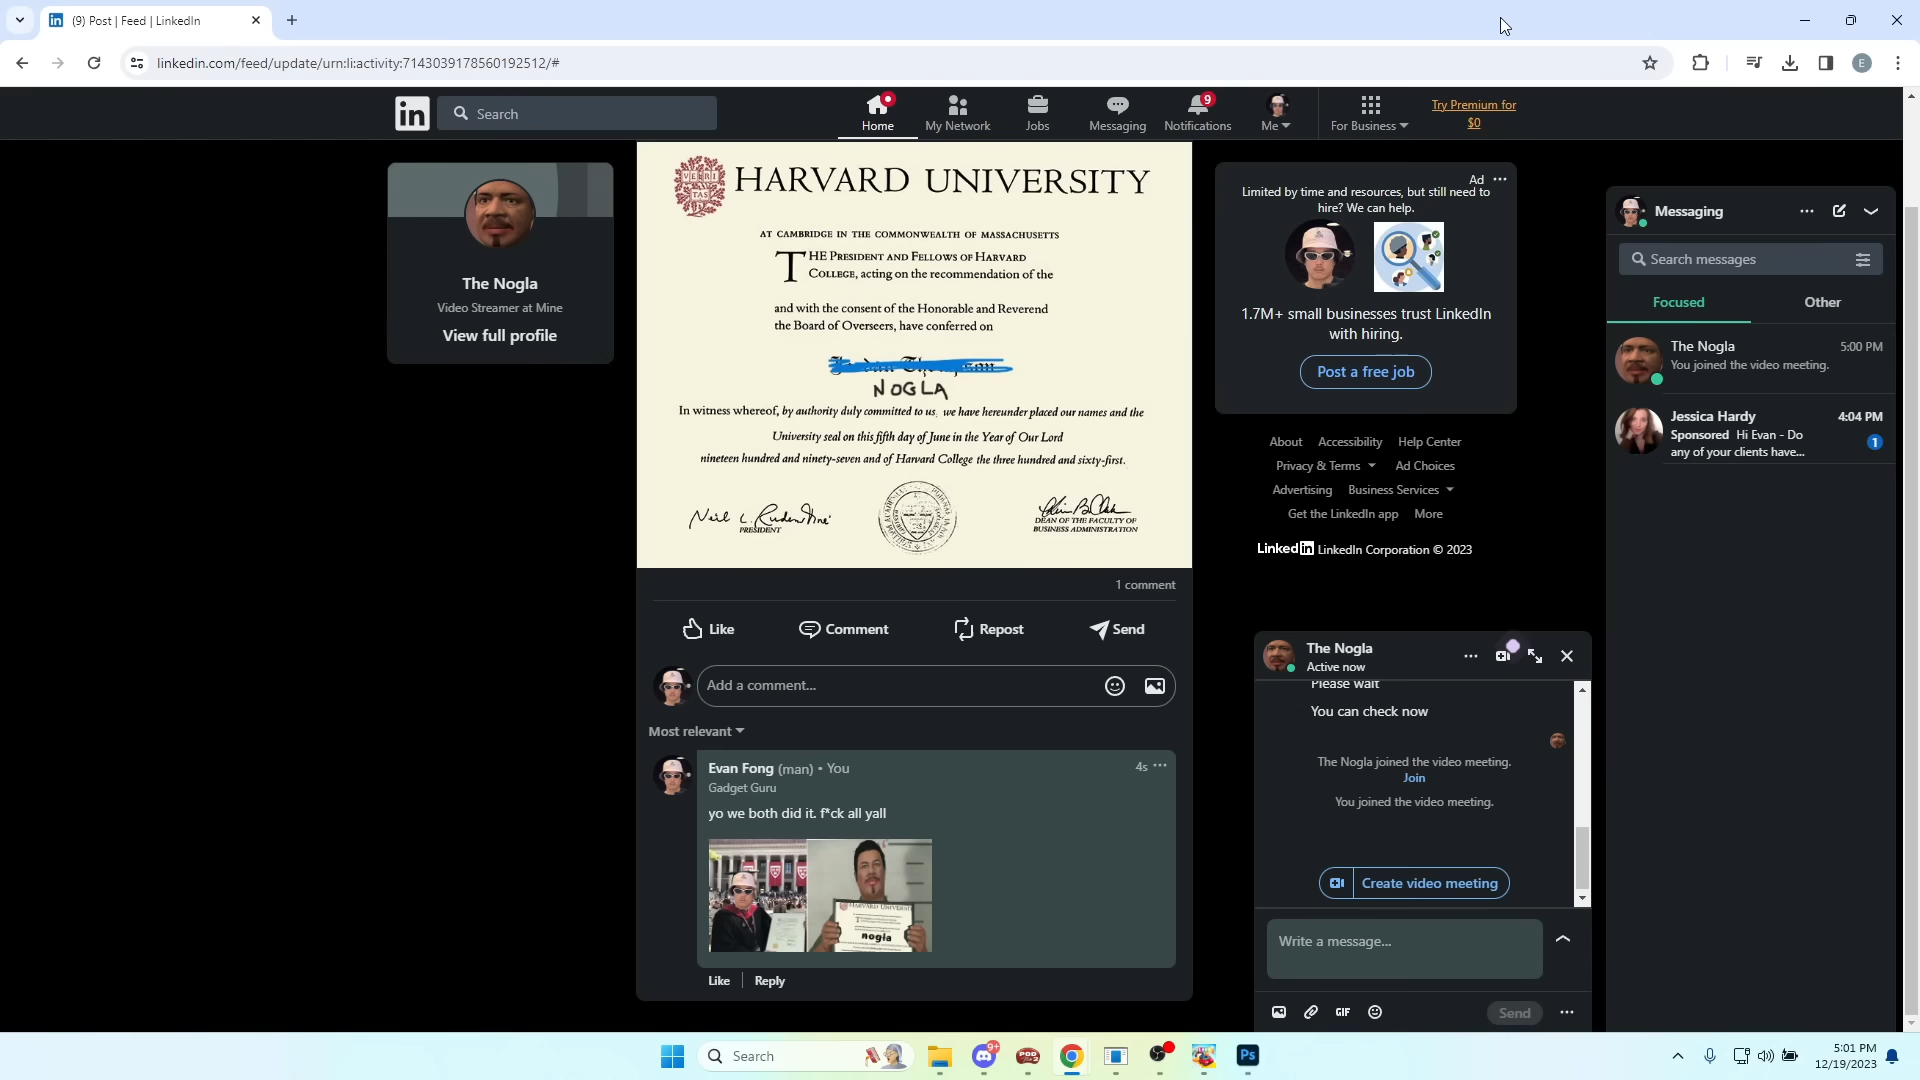 (9) Post | Feed | LinkedIn
linkedin.com/feed/update/urn:li:activity:7143039178560192512/#
E
in
Search
Home
My Network
Jobs
Messaging
9
Notifications
Me
For Business
Try Premium for
$0
The Nogla
Video Streamer at Mine
View full profile
VERI
TAS
HARVARD UNIVERSITY
AT CAMBRIDGE IN THE COMMONWEALTH OF MASSACHUSETTS
THE PRESIDENT AND FELLOWS OF HARVARD
COLLEGE, acting on the recommendation of the
and with the consent of the Honorable and Reverend
the Board of Overseers, have conferred on
NOGLA
In witness whereof, by authority duly committed to us, we have hereunder placed our names and the
University seal on this fifth day of June in the Year of Our Lord
nineteen hundred and ninety-seven and of Harvard College the three hundred and sixty-first.
PRESIDENT
DEAN OF THE FACULTY OF
BUSINESS ADMINISTRATION
1 comment
Like
Comment
Repost
Send
Add a comment...
Most relevant
Evan Fong (man) • You
4s
Gadget Guru
yo we both did it. f*ck all yall
HARVARD UNIVERSI
nogla
Like
Reply
Ad
Limited by time and resources, but still need to
hire? We can help.
1.7M+ small businesses trust LinkedIn
with hiring.
Post a free job
About
Accessibility
Help Center
Privacy & Terms
Ad Choices
Advertising
Business Services
Get the LinkedIn app
More
LinkedIn LinkedIn Corporation © 2023
The Nogla
Active now
Please wait
You can check now
The Nogla joined the video meeting.
Join
You joined the video meeting.
Create video meeting
Write a message...
GIF
Send
Messaging
Search messages
Focused
Other
The Nogla
5:00 PM
You joined the video meeting.
Jessica Hardy
4:04 PM
Sponsored Hi Evan - Do
any of your clients have...
1
Search
9+
Ps
5:01 PM
12/19/2023